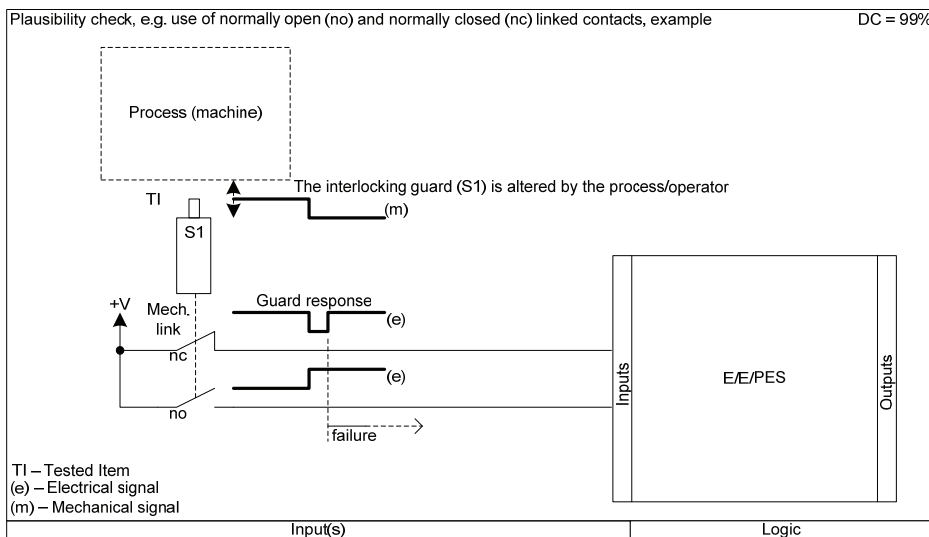 Plausibility check, e.g. use of normally open (no) and normally closed (nc) linked contacts, example
DC = 99%
Process (machine)
The interlocking guard (S1) is altered by the process/operator
TI
(m)
S1
+V
Mech.
link
Guard response
(e)
nc
(e)
no
failure
Inputs
E/E/PES
Outputs
TI – Tested Item
(e) – Electrical signal
(m) – Mechanical signal
Input(s)
Logic